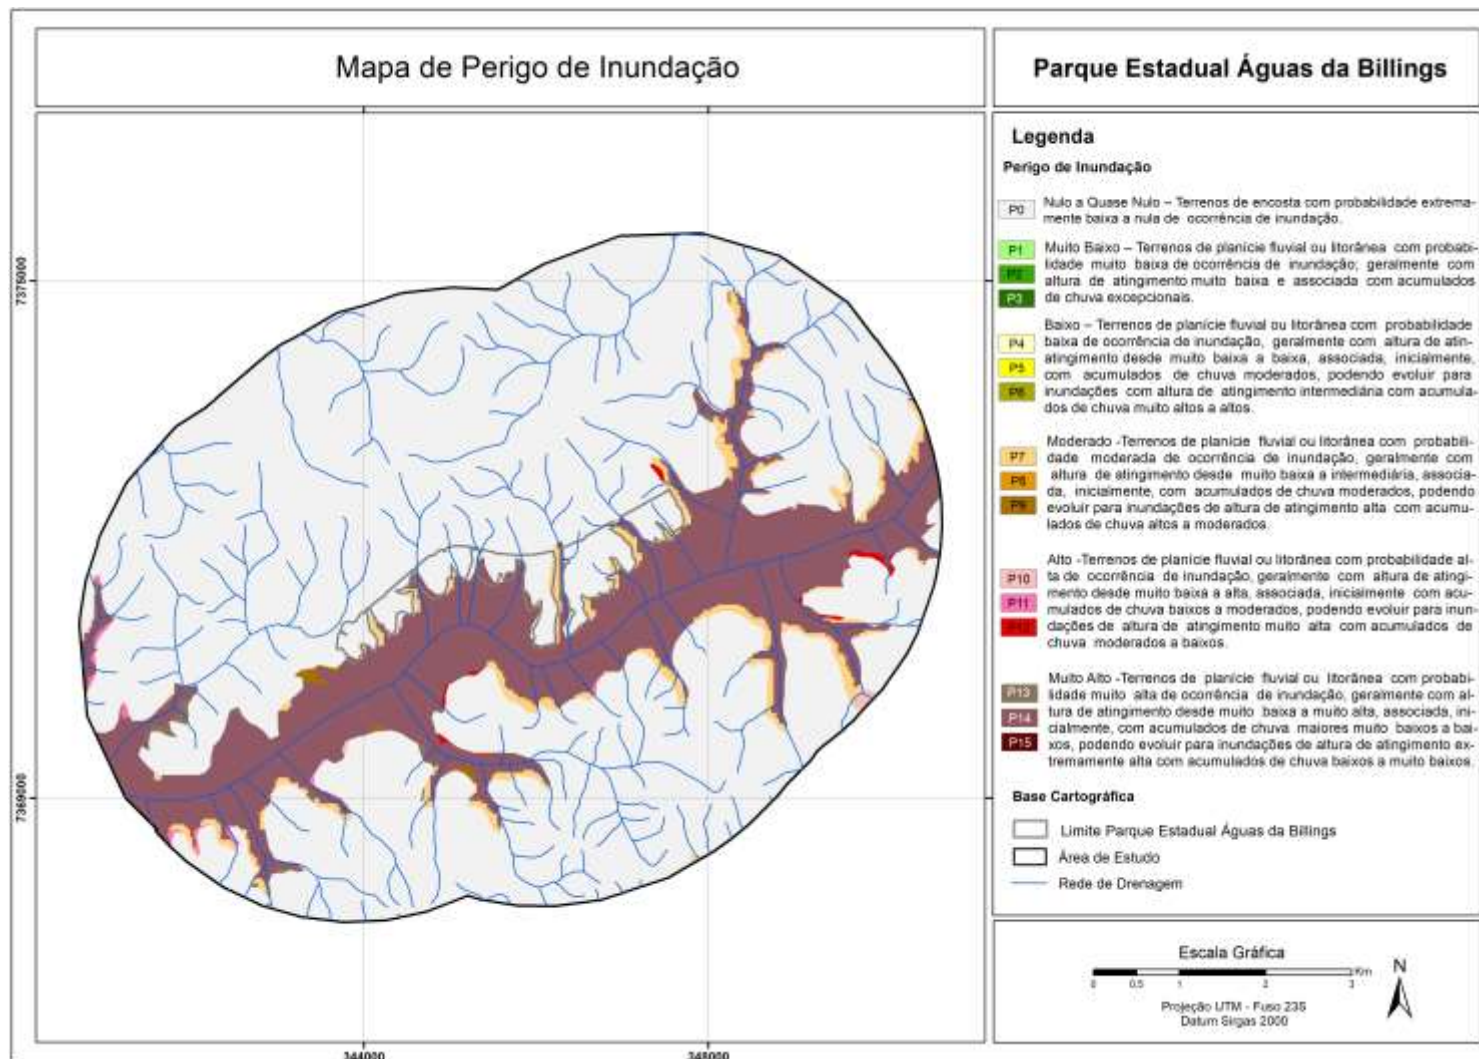 Mapa de Perigo de Inundação
Parque Estadual Águas da Billings
7375000
7369000
344000
348000
Legenda
Perigo de Inundação
P0
Nulo a Quase Nulo – Terrenos de encosta com probabilidade extrema-
mente baixa a nula de ocorrência de inundação.
P1
P2
P3
Muito Baixo – Terrenos de planície fluvial ou litorânea com probabi-
lidade muito baixa de ocorrência de inundação; geralmente com
altura de atingimento muito baixa e associada com acumulados
de chuva excepcionais.
P4
P5
P6
Baixo – Terrenos de planície fluvial ou litorânea com probabilidade
baixa de ocorrência de inundação, geralmente com altura de atin-
atingimento desde muito baixa a baixa, associada, inicialmente,
com acumulados de chuva moderados, podendo evoluir para
inundações com altura de atingimento intermediária com acumula-
dos de chuva muito altos a altos.
P7
P8
P9
Moderado -Terrenos de planície fluvial ou litorânea com probabili-
dade moderada de ocorrência de inundação, geralmente com
altura de atingimento desde muito baixa a intermediária, associa-
da, inicialmente, com acumulados de chuva moderados, podendo
evoluir para inundações de altura de atingimento alta com acumu-
lados de chuva altos a moderados.
P10
P11
P12
Alto -Terrenos de planície fluvial ou litorânea com probabilidade al-
ta de ocorrência de inundação, geralmente com altura de atingi-
mento desde muito baixa a alta, associada, inicialmente com acu-
mulados de chuva baixos a moderados, podendo evoluir para inun-
dações de altura de atingimento muito alta com acumulados de
chuva moderados a baixos.
P13
P14
P15
Muito Alto -Terrenos de planície fluvial ou litorânea com probabi-
lidade muito alta de ocorrência de inundação, geralmente com al-
tura de atingimento desde muito baixa a muito alta, associada, ini-
cialmente, com acumulados de chuva maiores muito baixos a bai-
xos, podendo evoluir para inundações de altura de atingimento ex-
tremamente alta com acumulados de chuva baixos a muito baixos.
Base Cartográfica
Limite Parque Estadual Águas da Billings
Área de Estudo
Rede de Drenagem
Escala Gráfica
Km
0 0.5 1 2 3
N
Projeção UTM - Fuso 23S
Datum Sirgas 2000